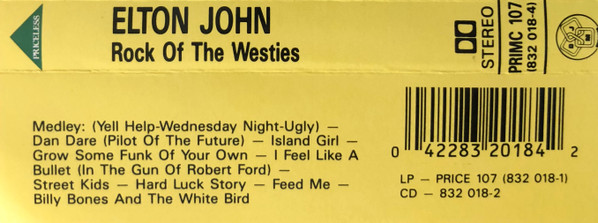 PRICELESS
ELTON JOHN
Rock Of The Westies
STEREO
PRIMC 107
(832 018-4)
Medley: (Yell Help-Wednesday Night-Ugly) —
Dan Dare (Pilot Of The Future) — Island Girl —
Grow Some Funk Of Your Own — I Feel Like A
Bullet (In The Gun Of Robert Ford) —
Street Kids — Hard Luck Story — Feed Me —
Billy Bones And The White Bird
0 42283 20184 2
LP — PRICE 107 (832 018-1)
CD — 832 018-2